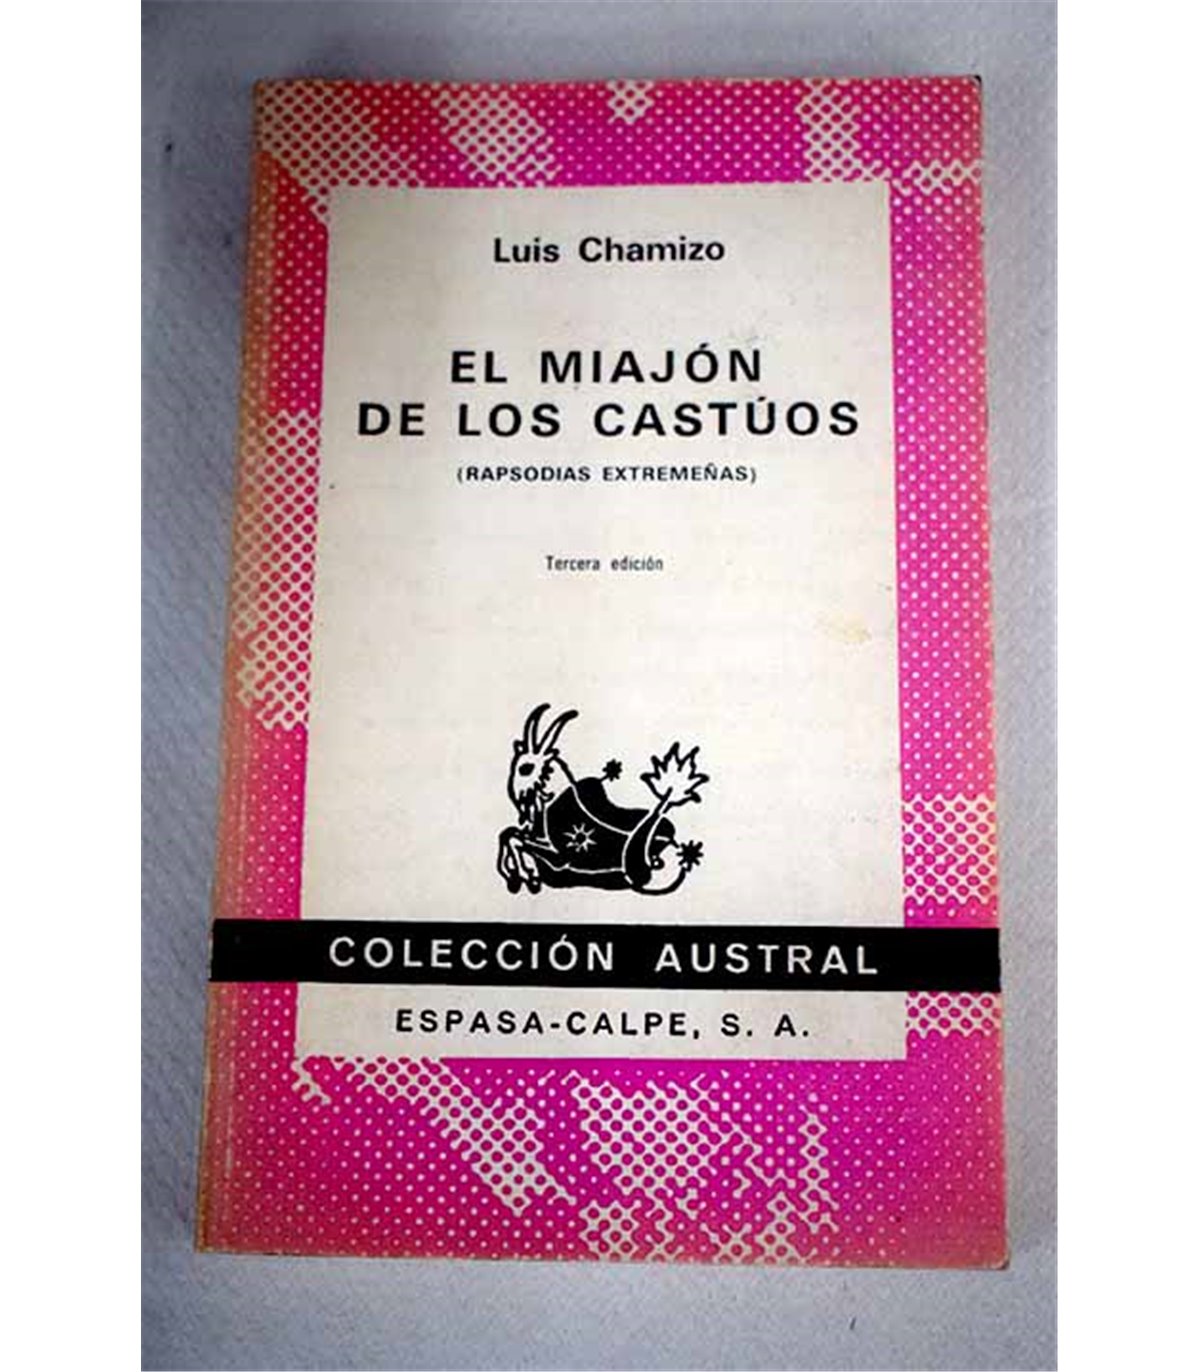 Luis Chamizo
EL MIAJÓN
DE LOS CASTÚOS
(RAPSODIAS EXTREMEÑAS)
Tercera edición
COLECCIÓN AUSTRAL
ESPASA-CALPE, S. A.